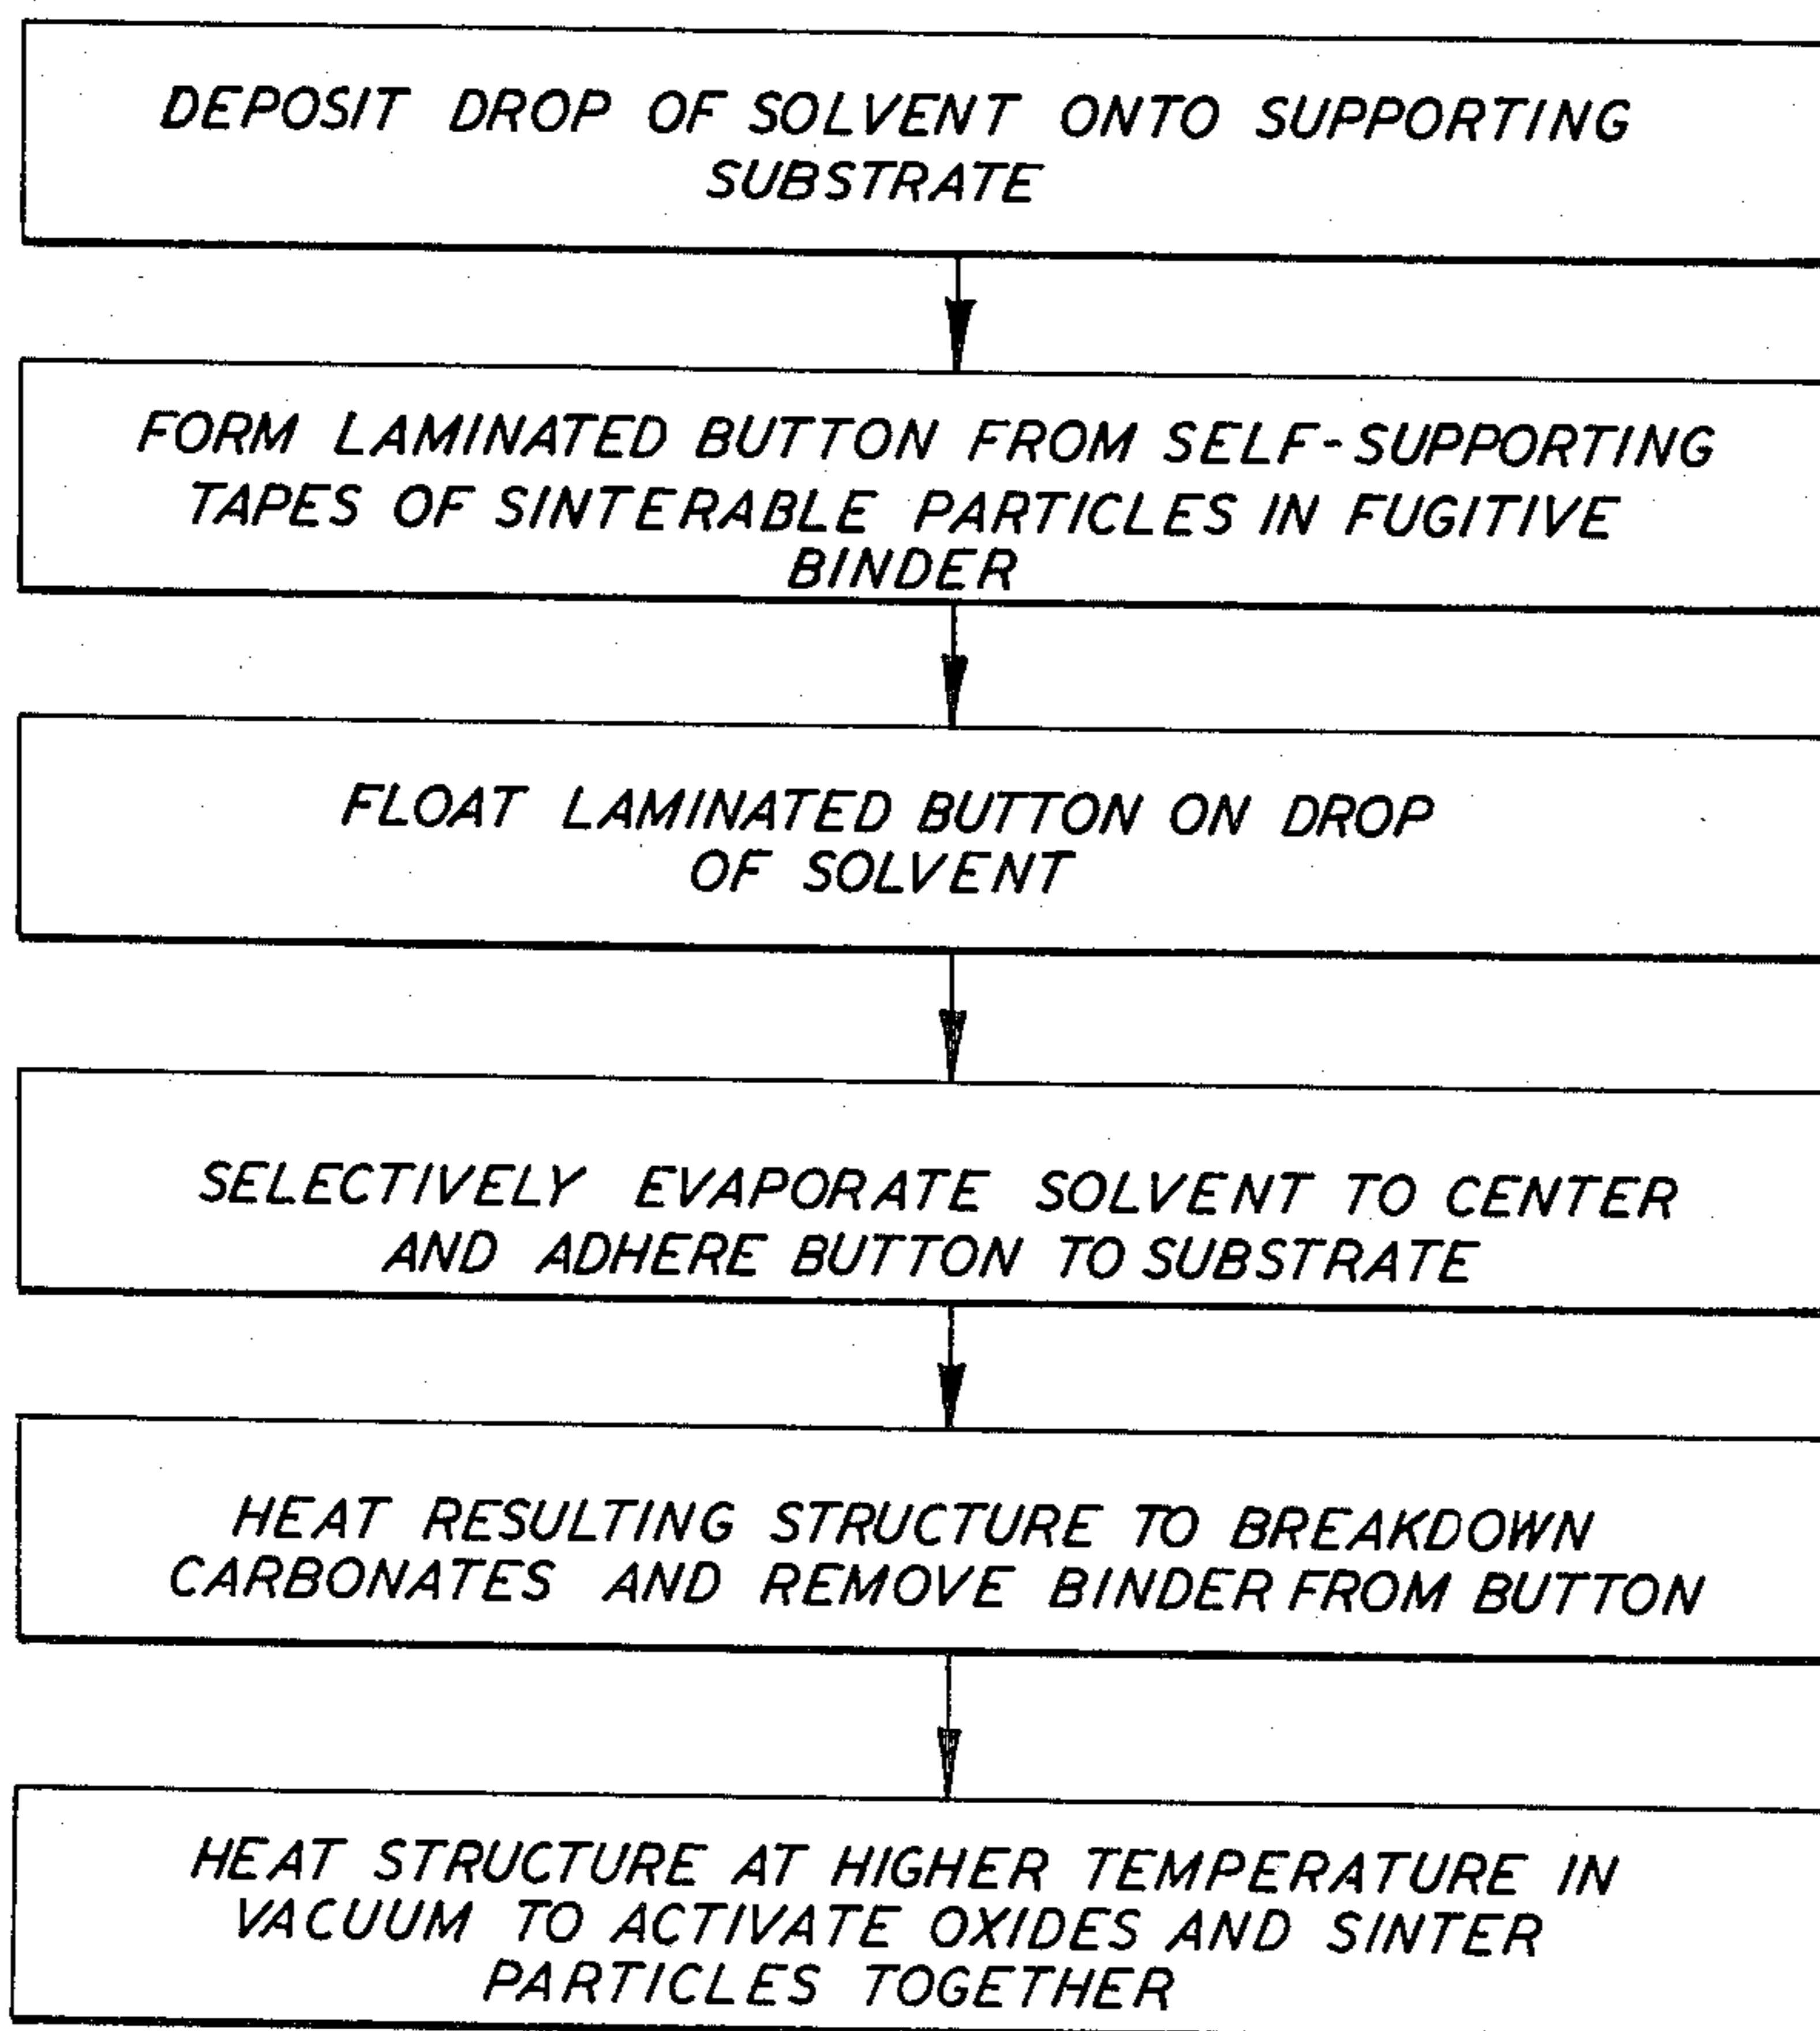 DEPOSIT DROP OF SOLVENT ONTO SUPPORTING
SUBSTRATE
FORM LAMINATED BUTTON FROM SELF-SUPPORTING
TAPES OF SINTERABLE PARTICLES IN FUGITIVE
BINDER
FLOAT LAMINATED BUTTON ON DROP
OF SOLVENT
SELECTIVELY EVAPORATE SOLVENT TO CENTER
AND ADHERE BUTTON TO SUBSTRATE
HEAT RESULTING STRUCTURE TO BREAKDOWN
CARBONATES AND REMOVE BINDER FROM BUTTON
HEAT STRUCTURE AT HIGHER TEMPERATURE IN
VACUUM TO ACTIVATE OXIDES AND SINTER
PARTICLES TOGETHER